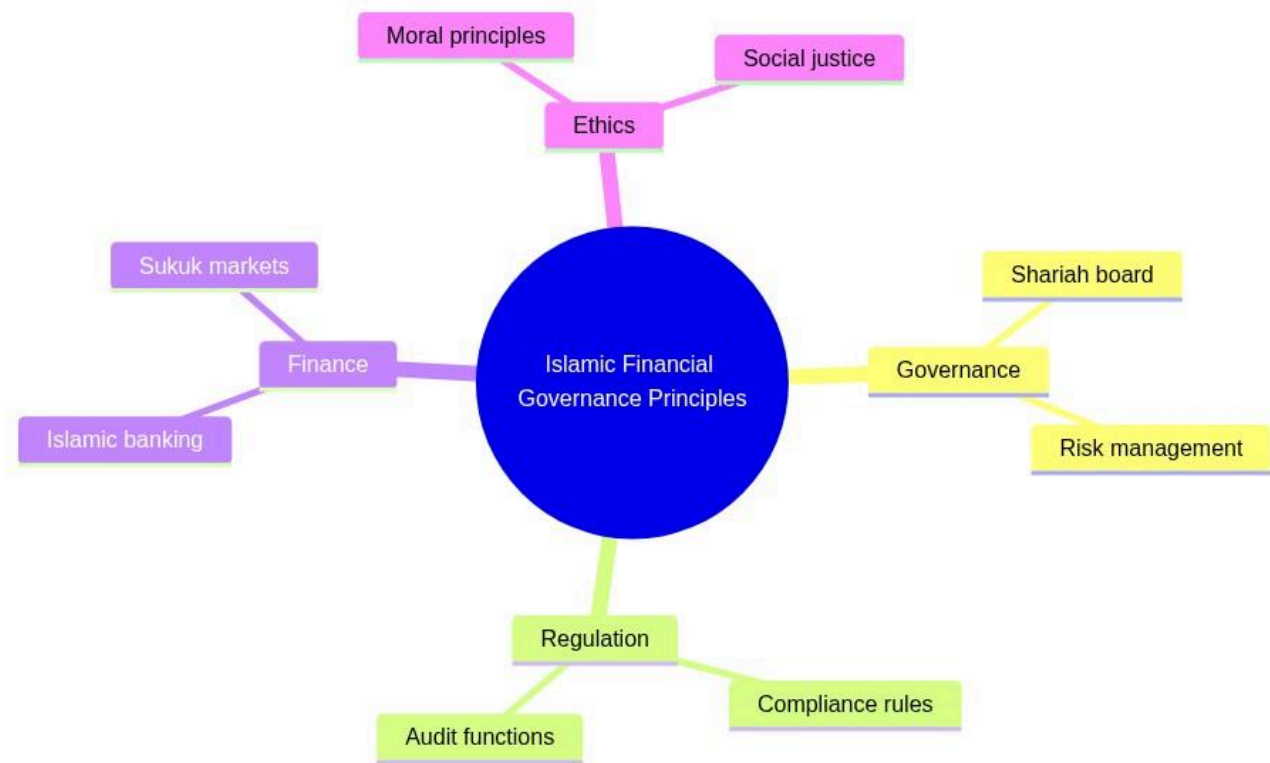 Moral principles
Social justice
Ethics
Sukuk markets
Finance
Islamic banking
Islamic Financial
Governance Principles
Shariah board
Governance
Risk management
Regulation
Compliance rules
Audit functions